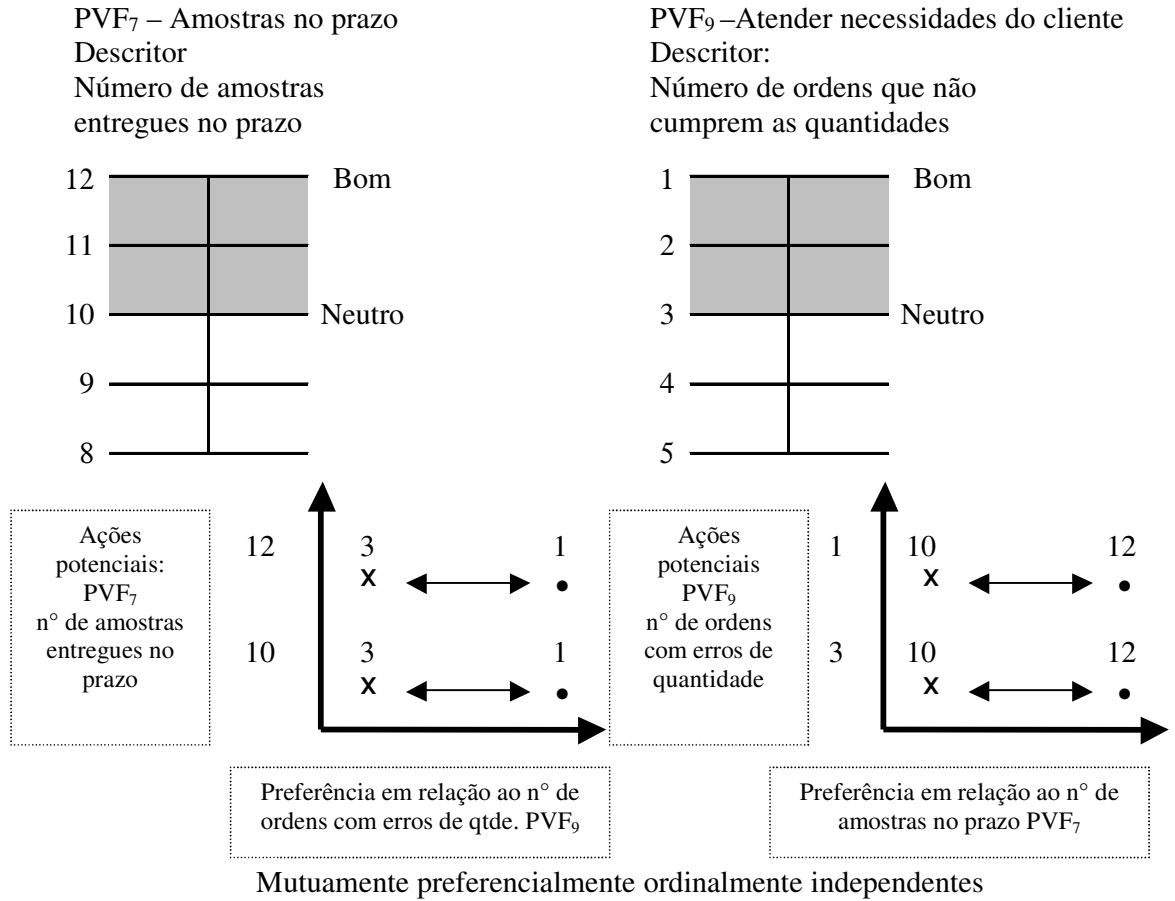 PVF₇ – Amostras no prazo
Descritor
Número de amostras
entregues no prazo
12 Bom
11
10 Neutro
9
8
PVF₉ –Atender necessidades do cliente
Descritor:
Número de ordens que não
cumprem as quantidades
1 Bom
2
3 Neutro
4
5
Ações
potenciais:
PVF₇
n° de amostras
entregues no
prazo
12 3 1
x •
10 3 1
x •
Preferência em relação ao n° de
ordens com erros de qtde. PVF₉
Ações
potenciais
PVF₉
n° de ordens
com erros de
quantidade
1 10 12
x •
3 10 12
x •
Preferência em relação ao n° de
amostras no prazo PVF₇
Mutuamente preferencialmente ordinalmente independentes